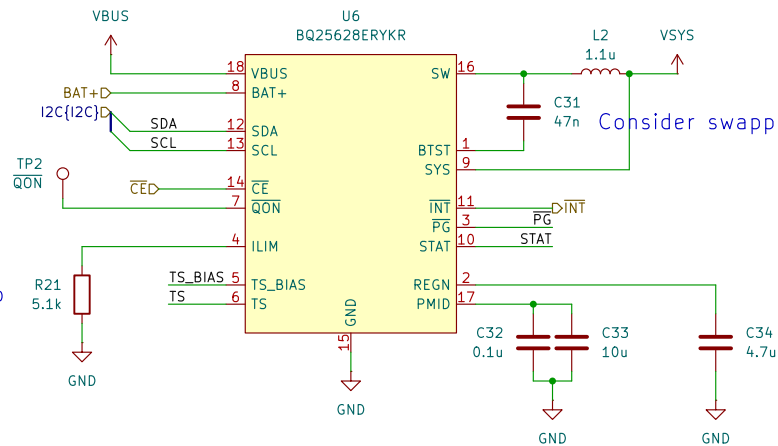 VBUS
U6
BQ25628ERYKR
L2
1.1u
VSYS
18 VBUS
SW 16
BAT+
8 BAT+
I2C{I2C}
C31
47n
Consider swapp
SDA
12 SDA
SCL
13 SCL
BTST 1
SYS 9
TP2
QON
CE
14 CE
7 QON
INT 11
INT
PG 3
PG
4 ILIM
STAT 10
STAT
R21
5.1k
TS_BIAS
5 TS_BIAS
TS
6 TS
REGN 2
PMID 17
GND
15
C32
0.1u
C33
10u
C34
4.7u
GND
GND
GND
GND